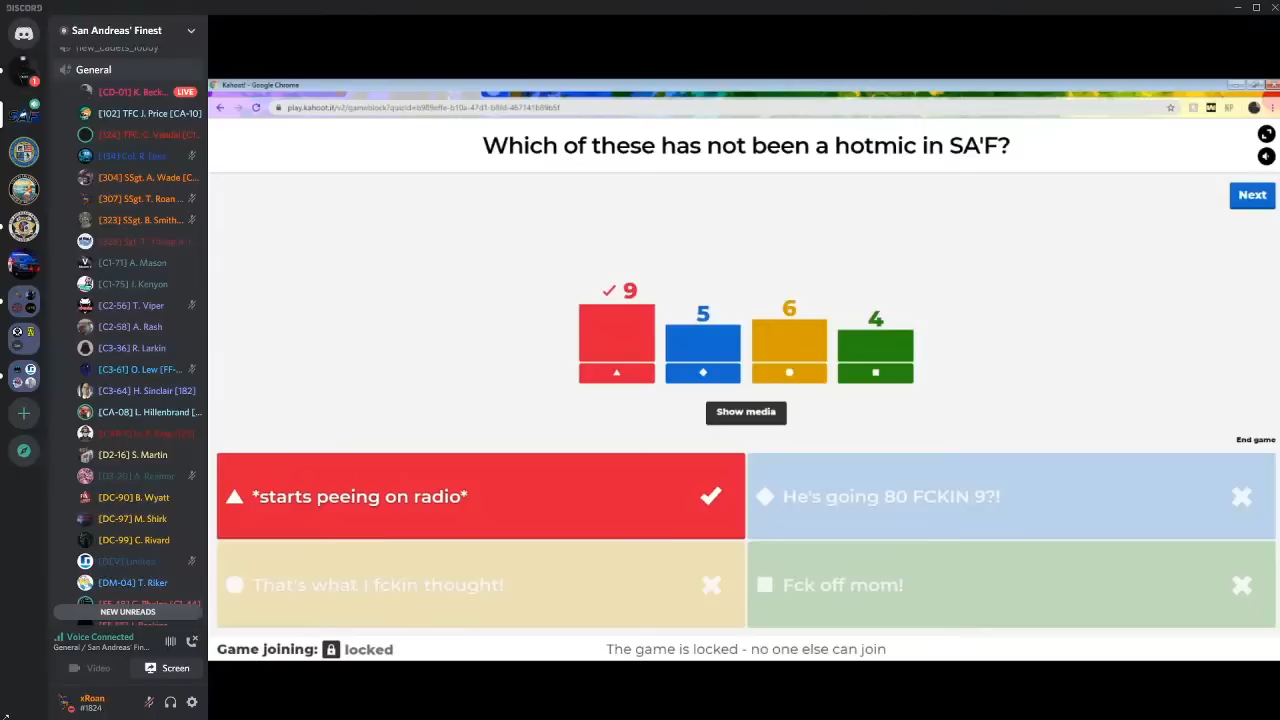 DISCORD
San Andreas' Finest
new_cadets_lobby
General
[CD-01] K. Beck...
LIVE
[102] TFC J. Price [CA-10]
[304] SSgt. A. Wade [C...
[307] SSgt. T. Roan ...
[323] SSgt. B. Smith...
[C1-71] A. Mason
[C1-75] J. Kenyon
[C2-56] T. Viper
[C2-58] A. Rash
[C3-36] R. Larkin
[C3-61] O. Lew [FF-...
[C3-64] H. Sinclair [182]
[CA-08] L. Hillenbrand [...
[D2-16] S. Martin
[DC-90] B. Wyatt
[DC-97] M. Shirk
[DC-99] C. Rivard
[DM-04] T. Riker
NEW UNREADS
Voice Connected
General / San Andreas' Fin...
Video
Screen
xRoan
#1824
1
Kahoot! - Google Chrome
Which of these has not been a hotmic in SA'F?
Next
9
5
6
4
Show media
End game
*starts peeing on radio*
He's going 80 FCKIN 9?!
That's what I fckin thought!
Fck off mom!
Game joining: locked
The game is locked - no one else can join